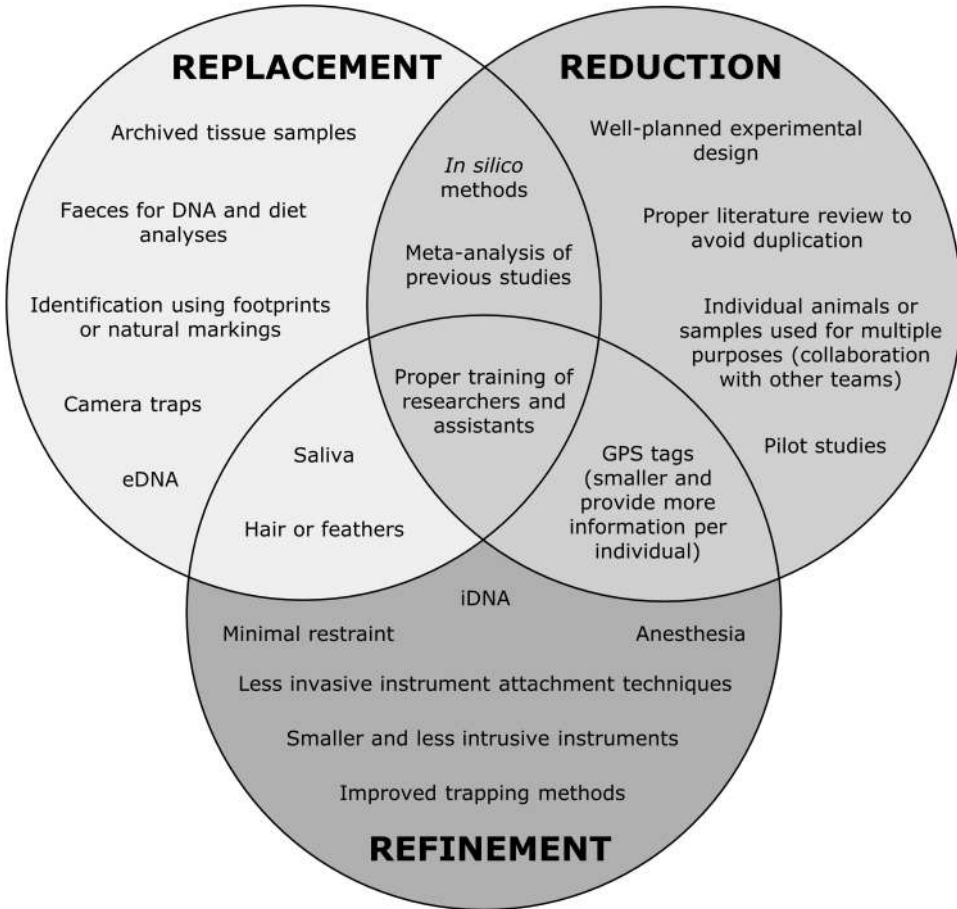 REPLACEMENT
REDUCTION
Archived tissue samples
Faeces for DNA and diet
analyses
Identification using footprints
or natural markings
Camera traps
eDNA
In silico
methods
Meta-analysis of
previous studies
Well-planned experimental
design
Proper literature review to
avoid duplication
Individual animals or
samples used for multiple
purposes (collaboration
with other teams)
Pilot studies
Proper training of
researchers and
assistants
Saliva
Hair or feathers
GPS tags
(smaller and
provide more
information per
individual)
iDNA
Minimal restraint
Anesthesia
Less invasive instrument attachment techniques
Smaller and less intrusive instruments
Improved trapping methods
REFINEMENT